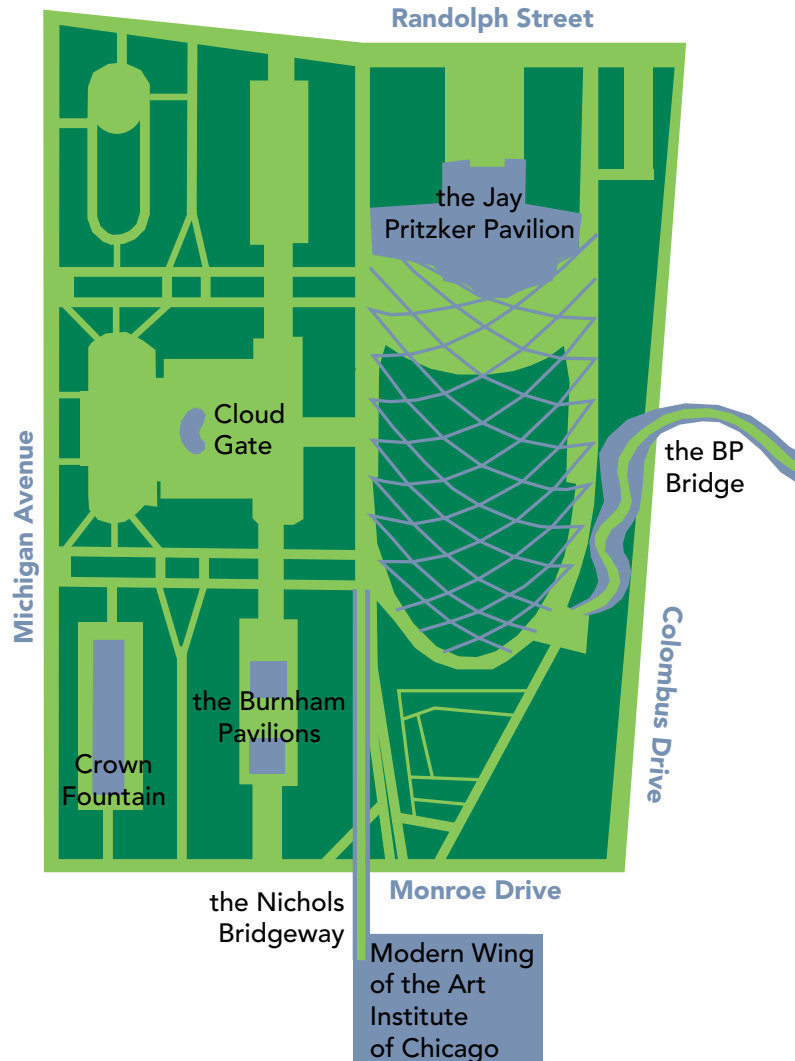 Randolph Street
the Jay
Pritzker Pavilion
Cloud
Gate
the BP
Bridge
Michigan Avenue
Colombus Drive
the Burnham
Pavilions
Crown
Fountain
the Nichols
Bridgeway
Monroe Drive
Modern Wing
of the Art
Institute
of Chicago